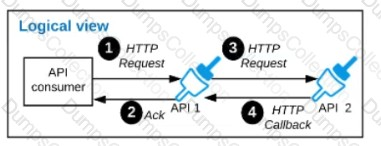 Logical view
1 HTTP Request
3 HTTP Request
API consumer
2 Ack
API 1
4 HTTP Callback
API 2